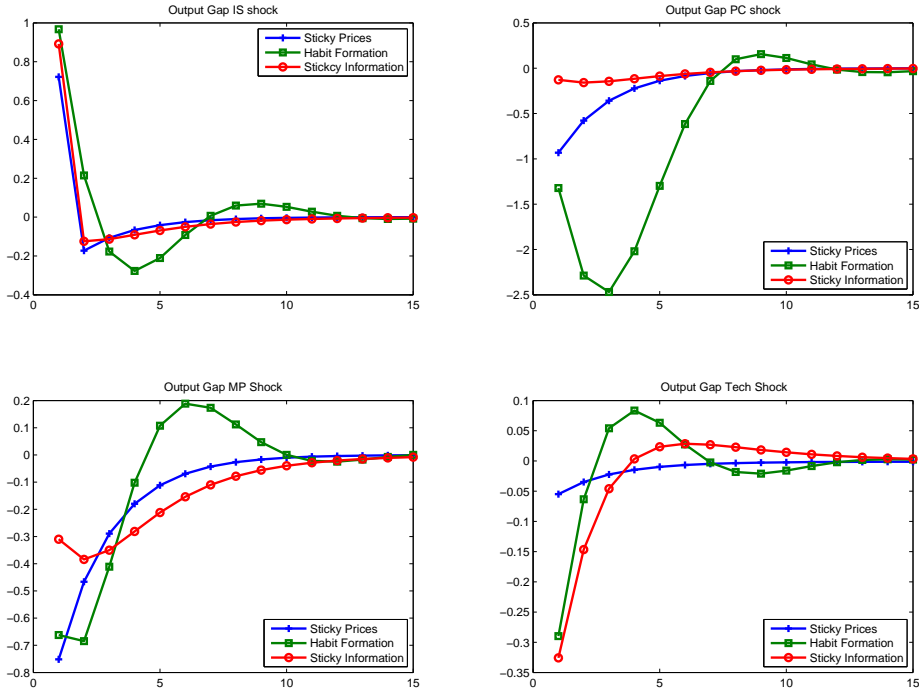 Output Gap IS shock
1
0.8
0.6
0.4
0.2
0
−0.2
−0.4
0 5 10 15
Sticky Prices
Habit Formation
Stickcy Information
Output Gap PC shock
0.5
0
−0.5
−1
−1.5
−2
−2.5
0 5 10 15
Sticky Prices
Habit Formation
Sticky Information
Output Gap MP Shock
0.2
0.1
0
−0.1
−0.2
−0.3
−0.4
−0.5
−0.6
−0.7
−0.8
0 5 10 15
Sticky Prices
Habit Formation
Sticky Information
Output Gap Tech Shock
0.1
0.05
0
−0.05
−0.1
−0.15
−0.2
−0.25
−0.3
−0.35
0 5 10 15
Sticky Prices
Habit Formation
Sticky Information